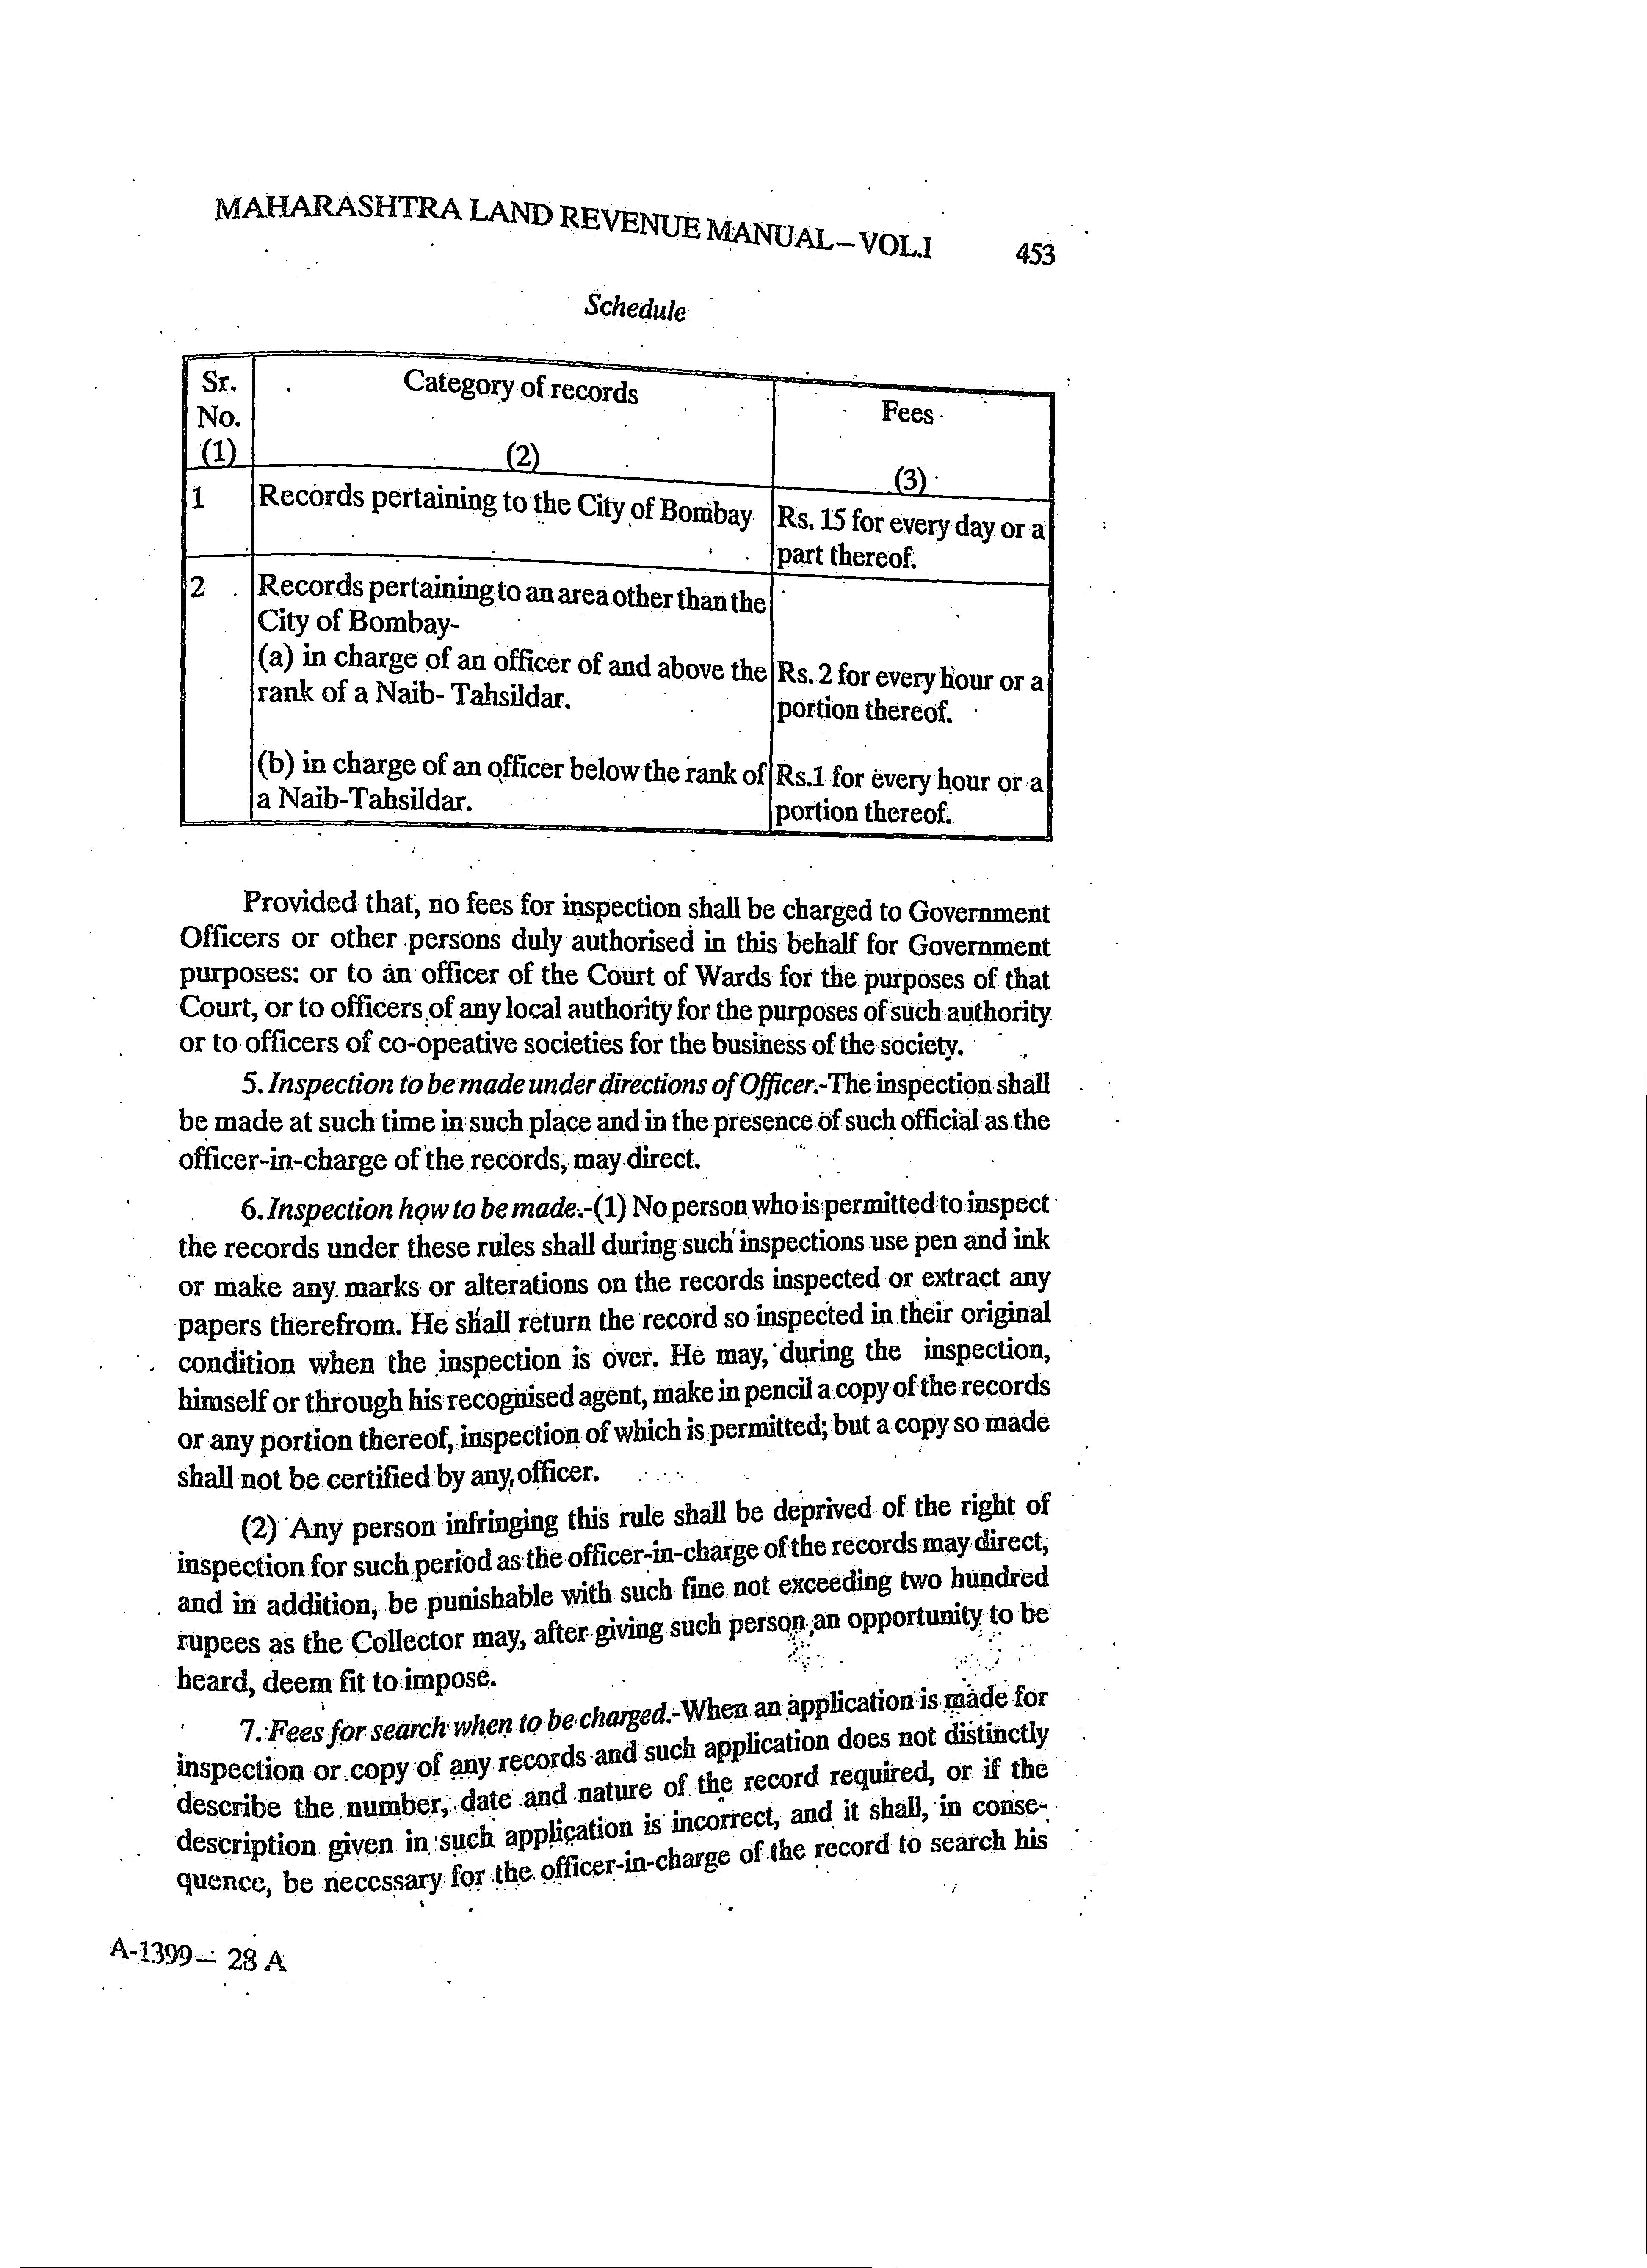 MAHARASHTRA LAND REVENUE MANUAL–VOL.I 453
Schedule
Sr. Category of records Fees
No.
(1) (2) (3)
1 Records pertaining to the City of Bombay Rs. 15 for every day or a
part thereof.
2 Records pertaining to an area other than the
City of Bombay-
(a) in charge of an officer of and above the Rs. 2 for every hour or a
rank of a Naib- Tahsildar. portion thereof.
(b) in charge of an officer below the rank of Rs.1 for every hour or a
a Naib-Tahsildar. portion thereof.
Provided that, no fees for inspection shall be charged to Government
Officers or other persons duly authorised in this behalf for Government
purposes: or to an officer of the Court of Wards for the purposes of that
Court, or to officers of any local authority for the purposes of such authority
or to officers of co-opeative societies for the business of the society.
5. Inspection to be made under directions of Officer.-The inspection shall
be made at such time in such place and in the presence of such official as the
officer-in-charge of the records, may direct.
6. Inspection how to be made.-(1) No person who is permitted to inspect
the records under these rules shall during such inspections use pen and ink
or make any marks or alterations on the records inspected or extract any
papers therefrom. He shall return the record so inspected in their original
condition when the inspection is over. He may, during the inspection,
himself or through his recognised agent, make in pencil a copy of the records
or any portion thereof, inspection of which is permitted; but a copy so made
shall not be certified by any officer.
(2) Any person infringing this rule shall be deprived of the right of
inspection for such period as the officer-in-charge of the records may direct,
and in addition, be punishable with such fine not exceeding two hundred
rupees as the Collector may, after giving such person an opportunity to be
heard, deem fit to impose.
7. Fees for search when to be charged.-When an application is made for
inspection or copy of any records and such application does not distinctly
describe the number, date and nature of the record required, or if the
description given in such application is incorrect, and it shall, in conse-
quence, be necessary for the officer-in-charge of the record to search his
A-1399 – 28 A